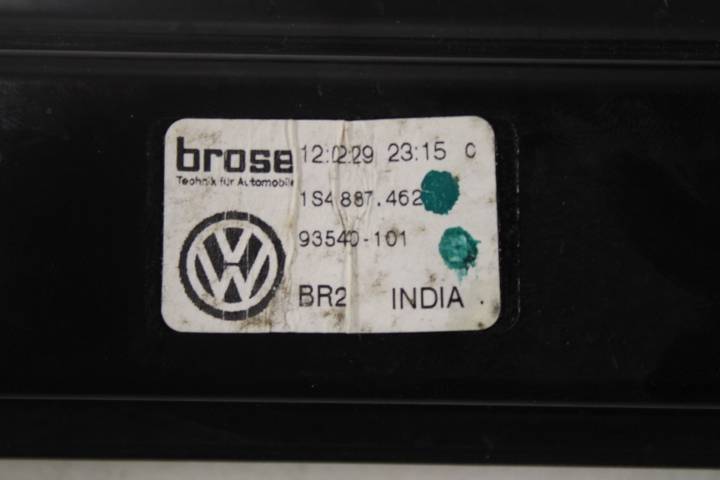 brose 12:02:29 23:15 C
Technik für Automobile
1S4 887.462
93540-101
BR2 INDIA .